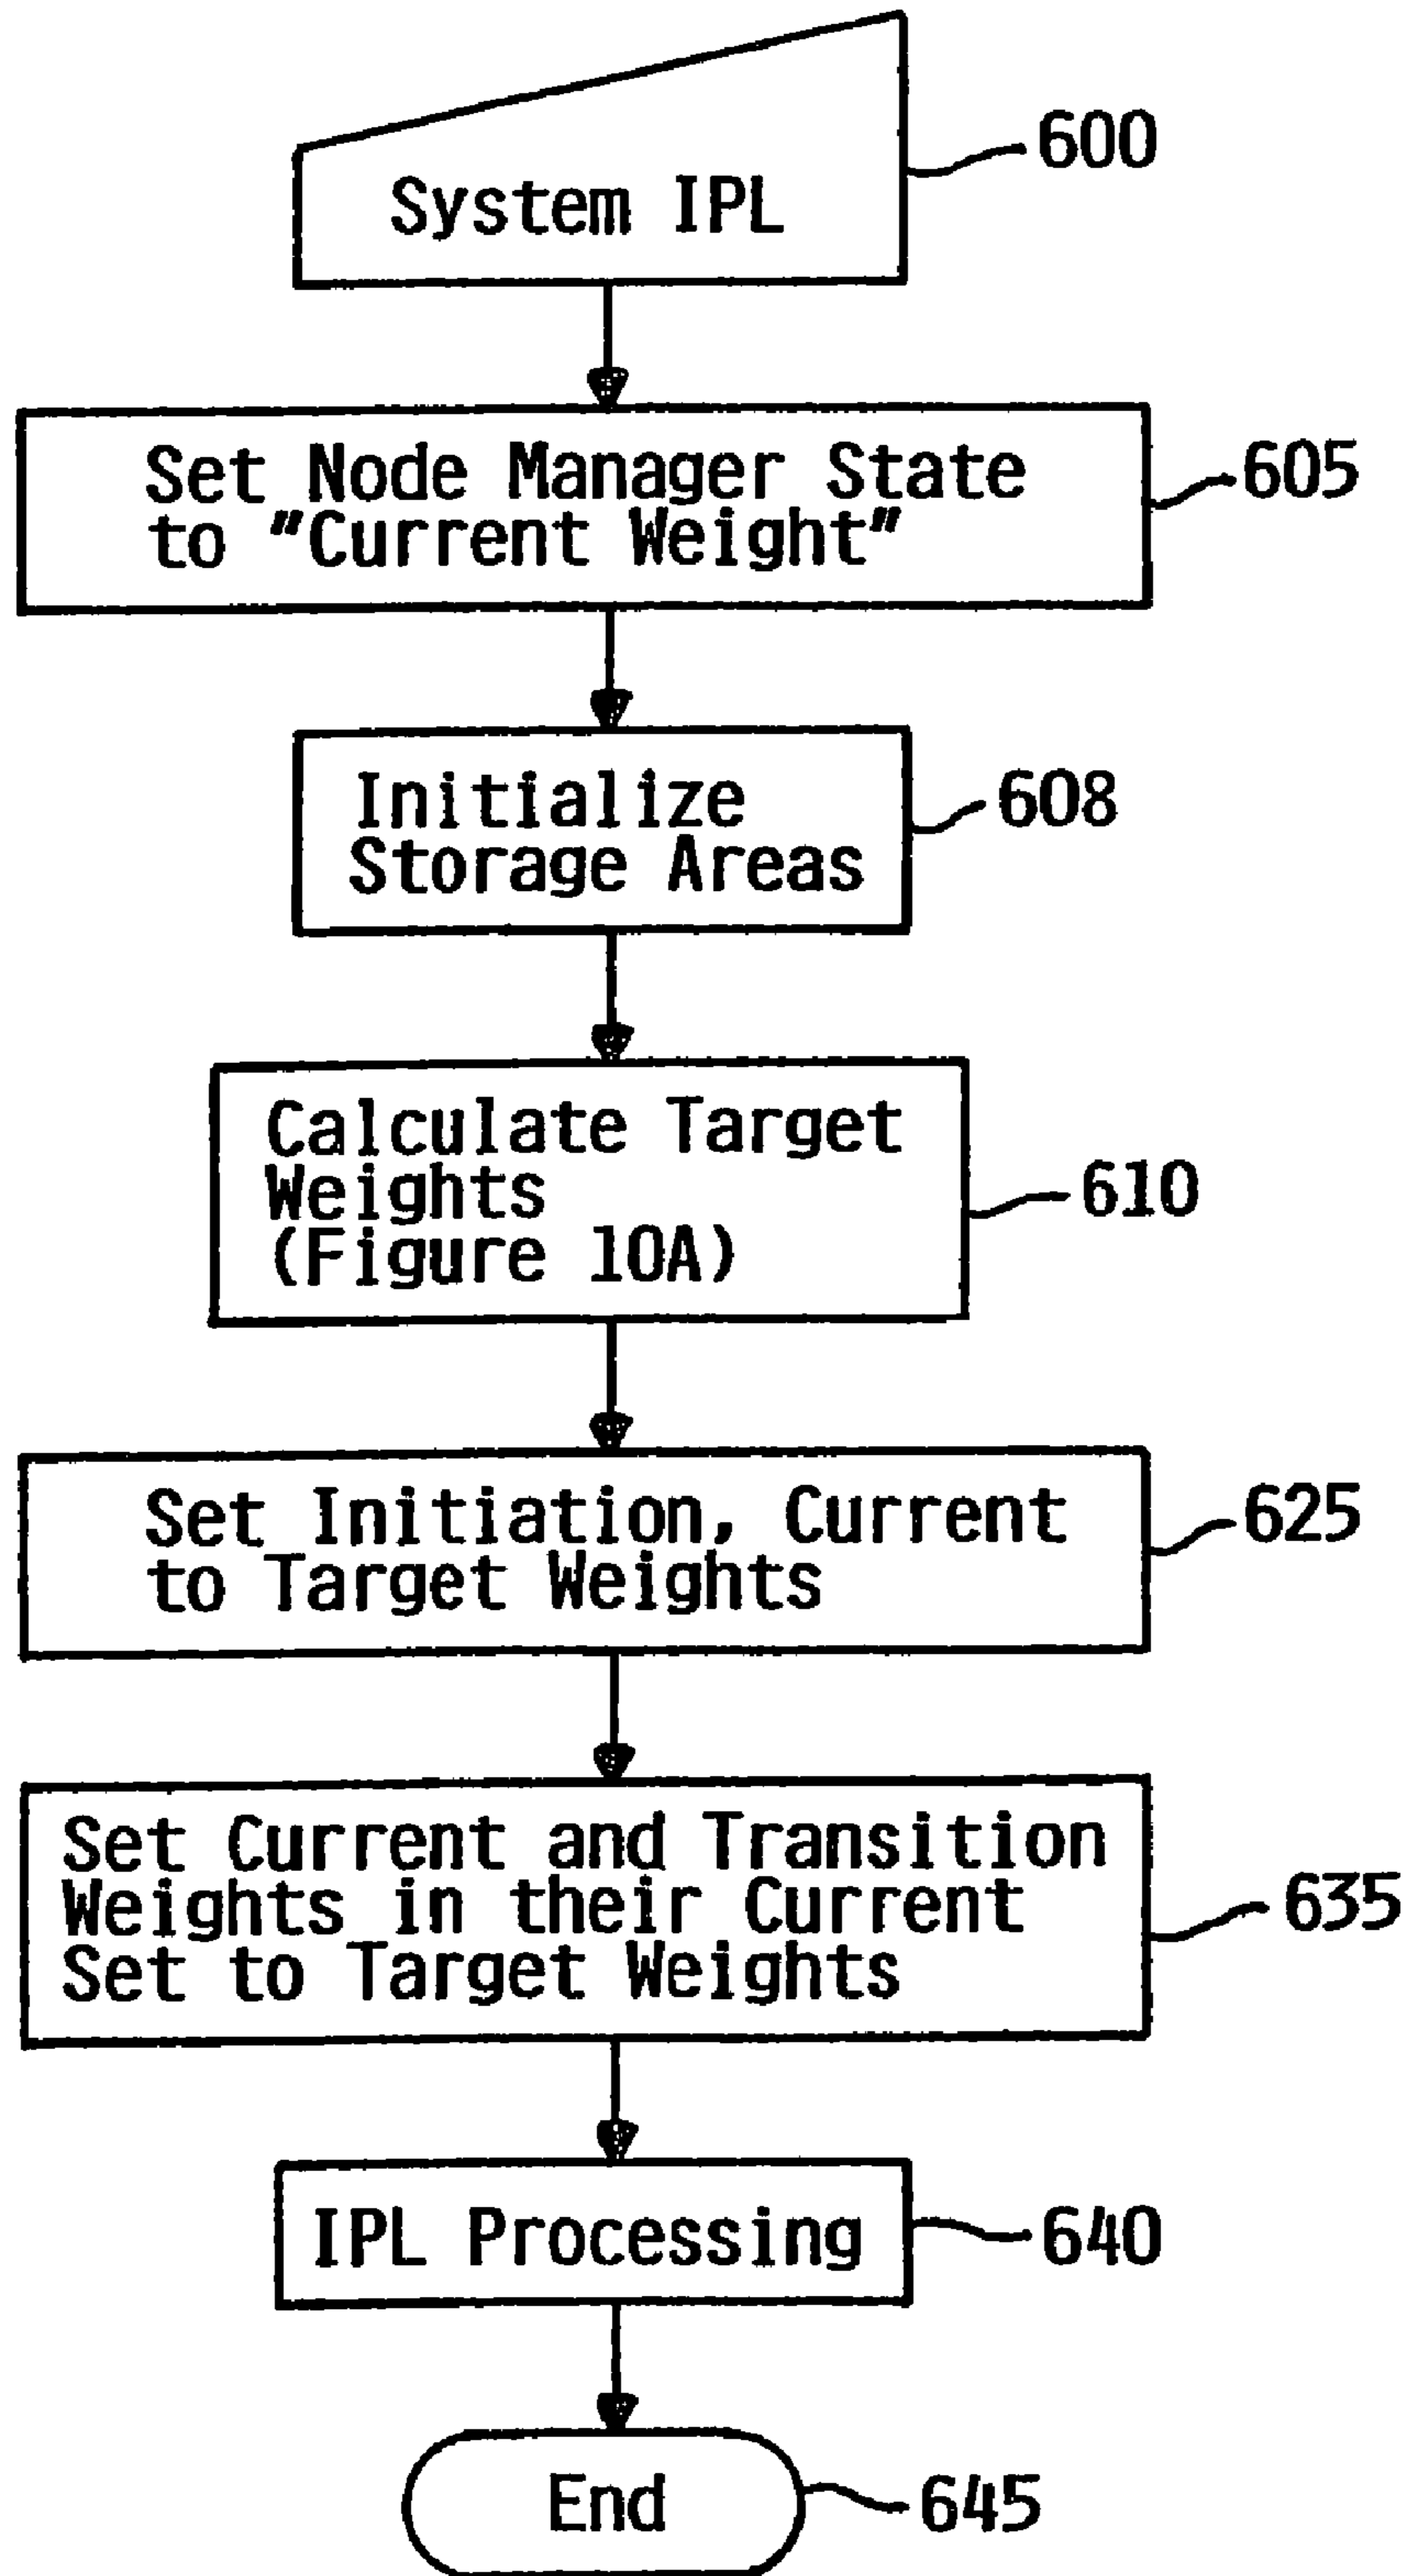 System IPL
600
Set Node Manager State
to "Current Weight"
605
Initialize
Storage Areas
608
Calculate Target
Weights
(Figure 10A)
610
Set Initiation, Current
to Target Weights
625
Set Current and Transition
Weights in their Current
Set to Target Weights
635
IPL Processing
640
End
645